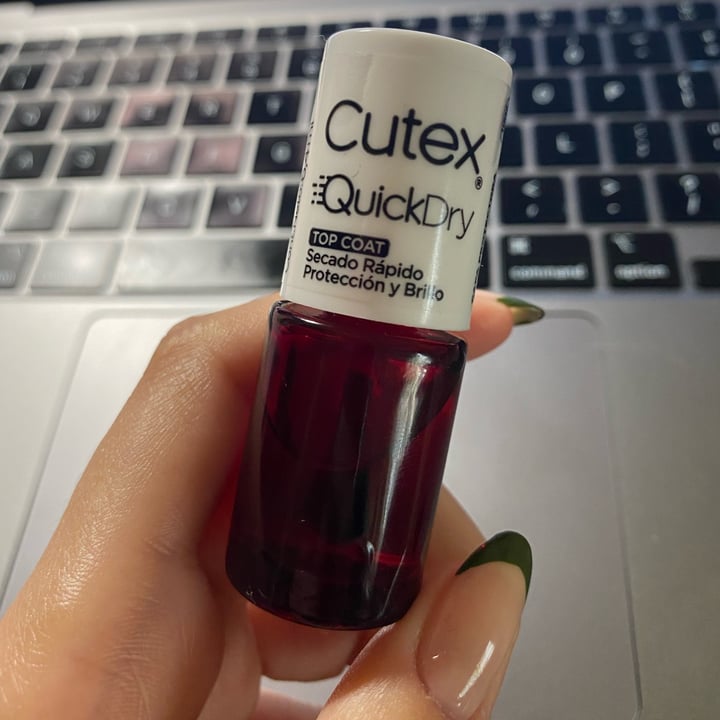 Cutex®
QuickDry
TOP COAT
Secado Rápido
Protección y Brillo
command
option